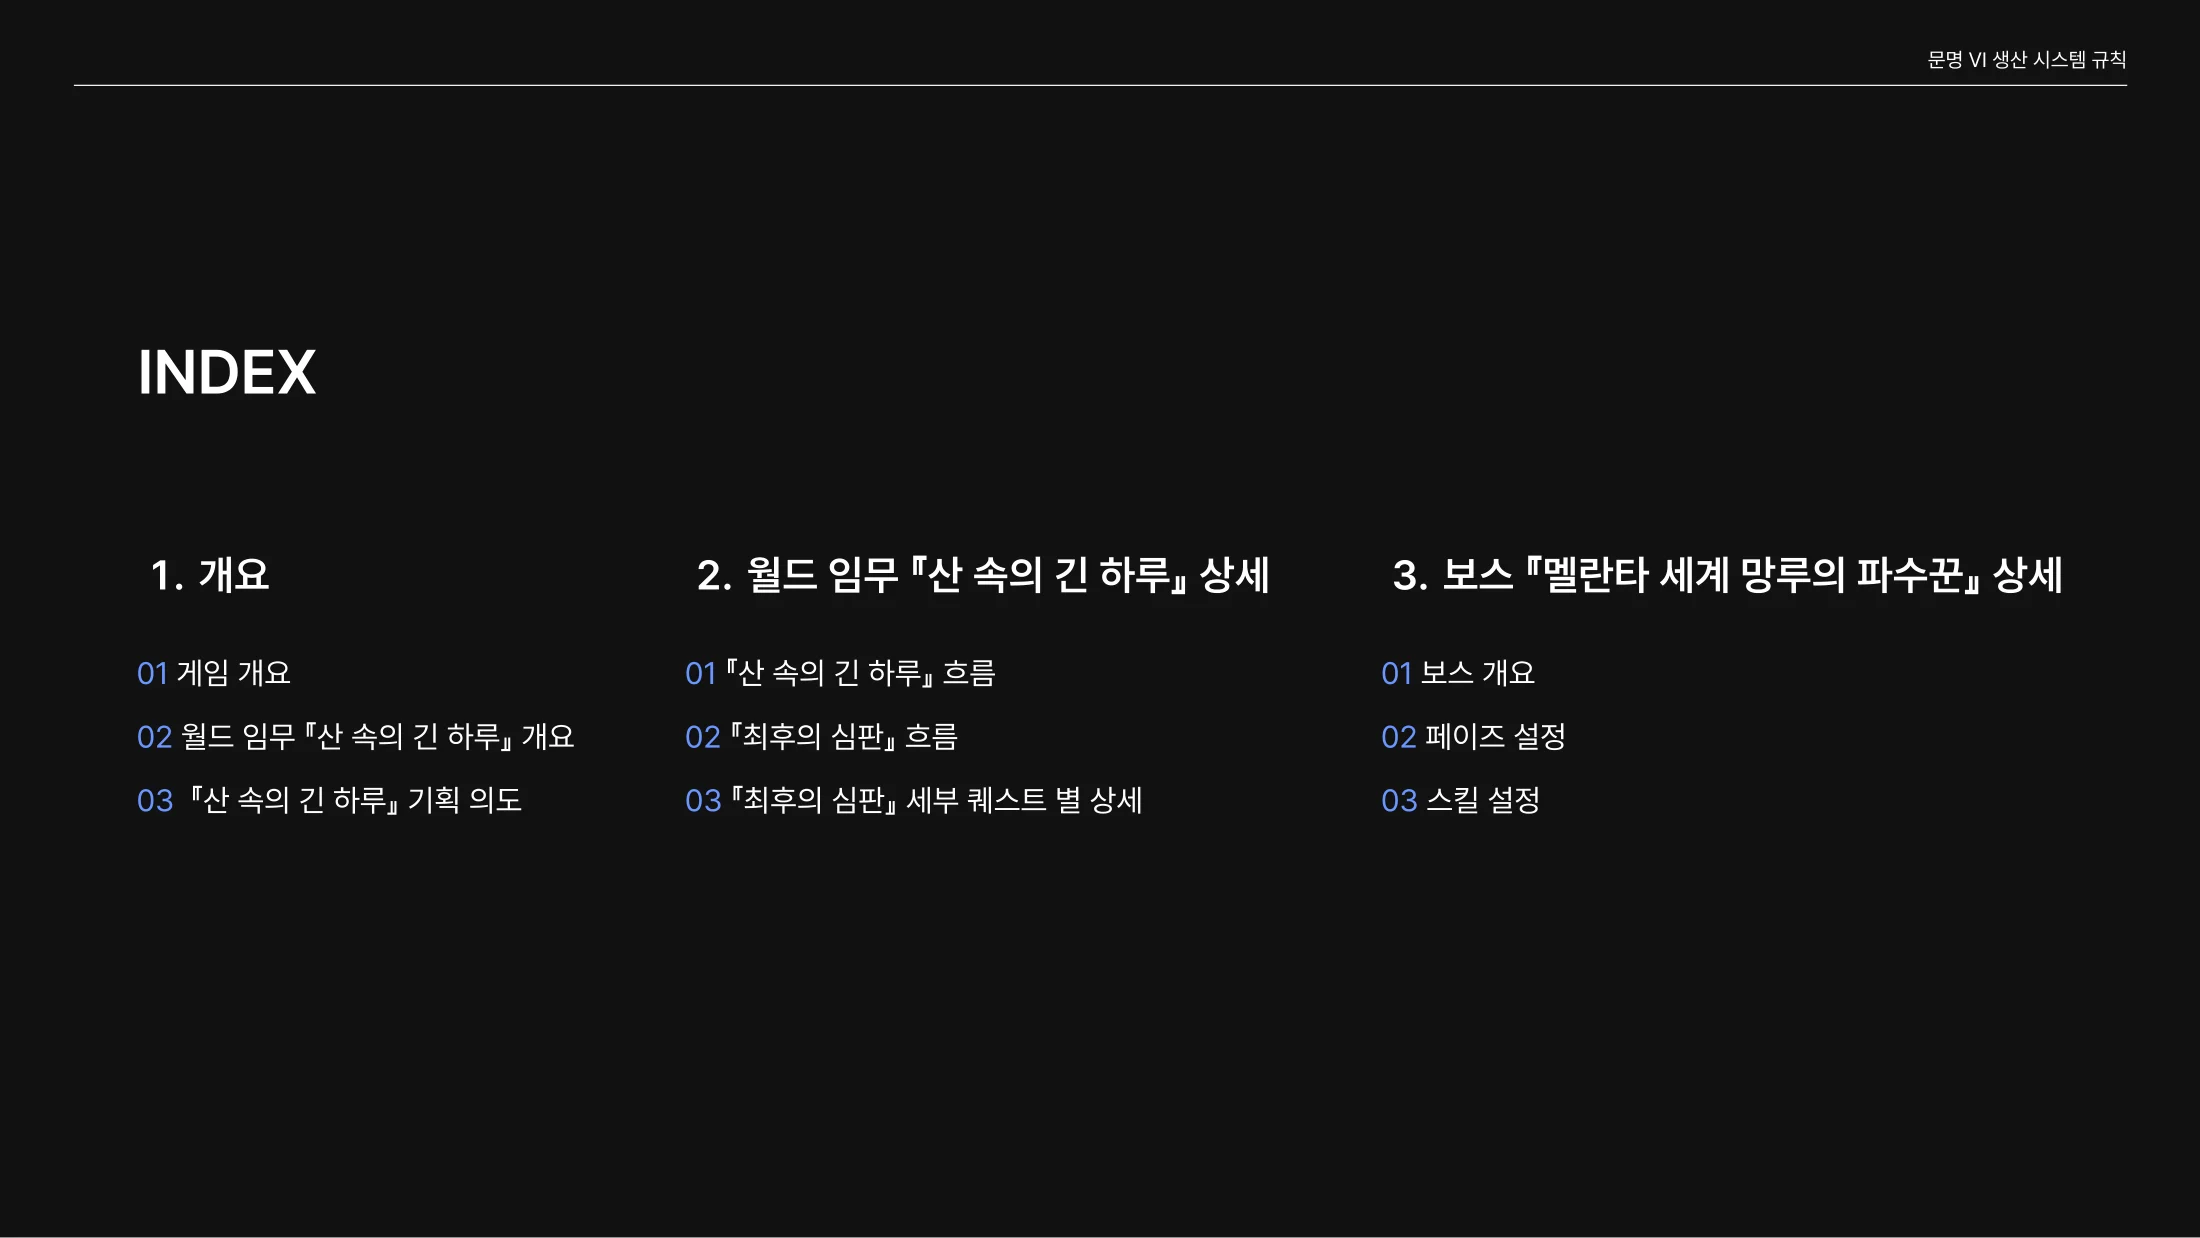 문명 VI 생산 시스템 규칙
INDEX
1. 개요
01 게임 개요
02 월드 임무 『산 속의 긴 하루』 개요
03 『산 속의 긴 하루』 기획 의도
2. 월드 임무 『산 속의 긴 하루』 상세
01 『산 속의 긴 하루』 흐름
02 『최후의 심판』 흐름
03 『최후의 심판』 세부 퀘스트 별 상세
3. 보스 『멜란타 세계 망루의 파수꾼』 상세
01 보스 개요
02 페이즈 설정
03 스킬 설정